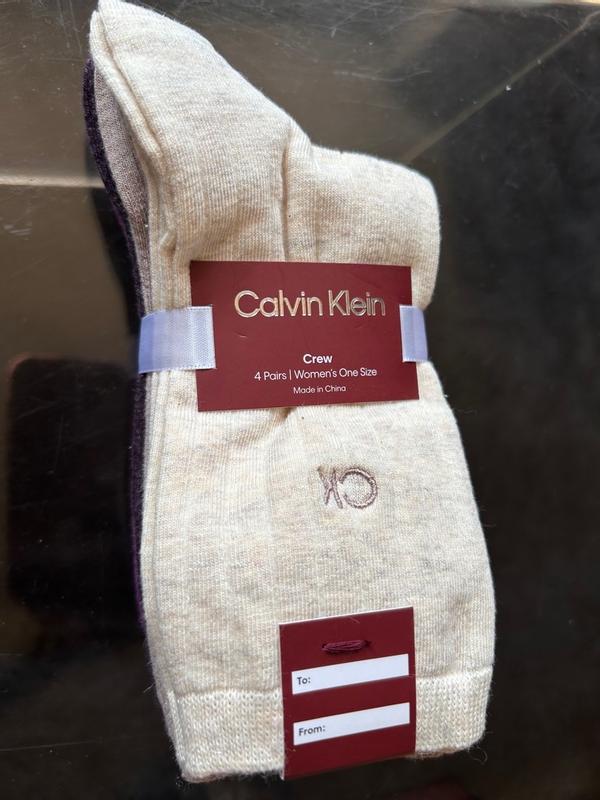 Calvin Klein
Crew
4 Pairs | Women's One Size
Made in China
CK
To:
From: